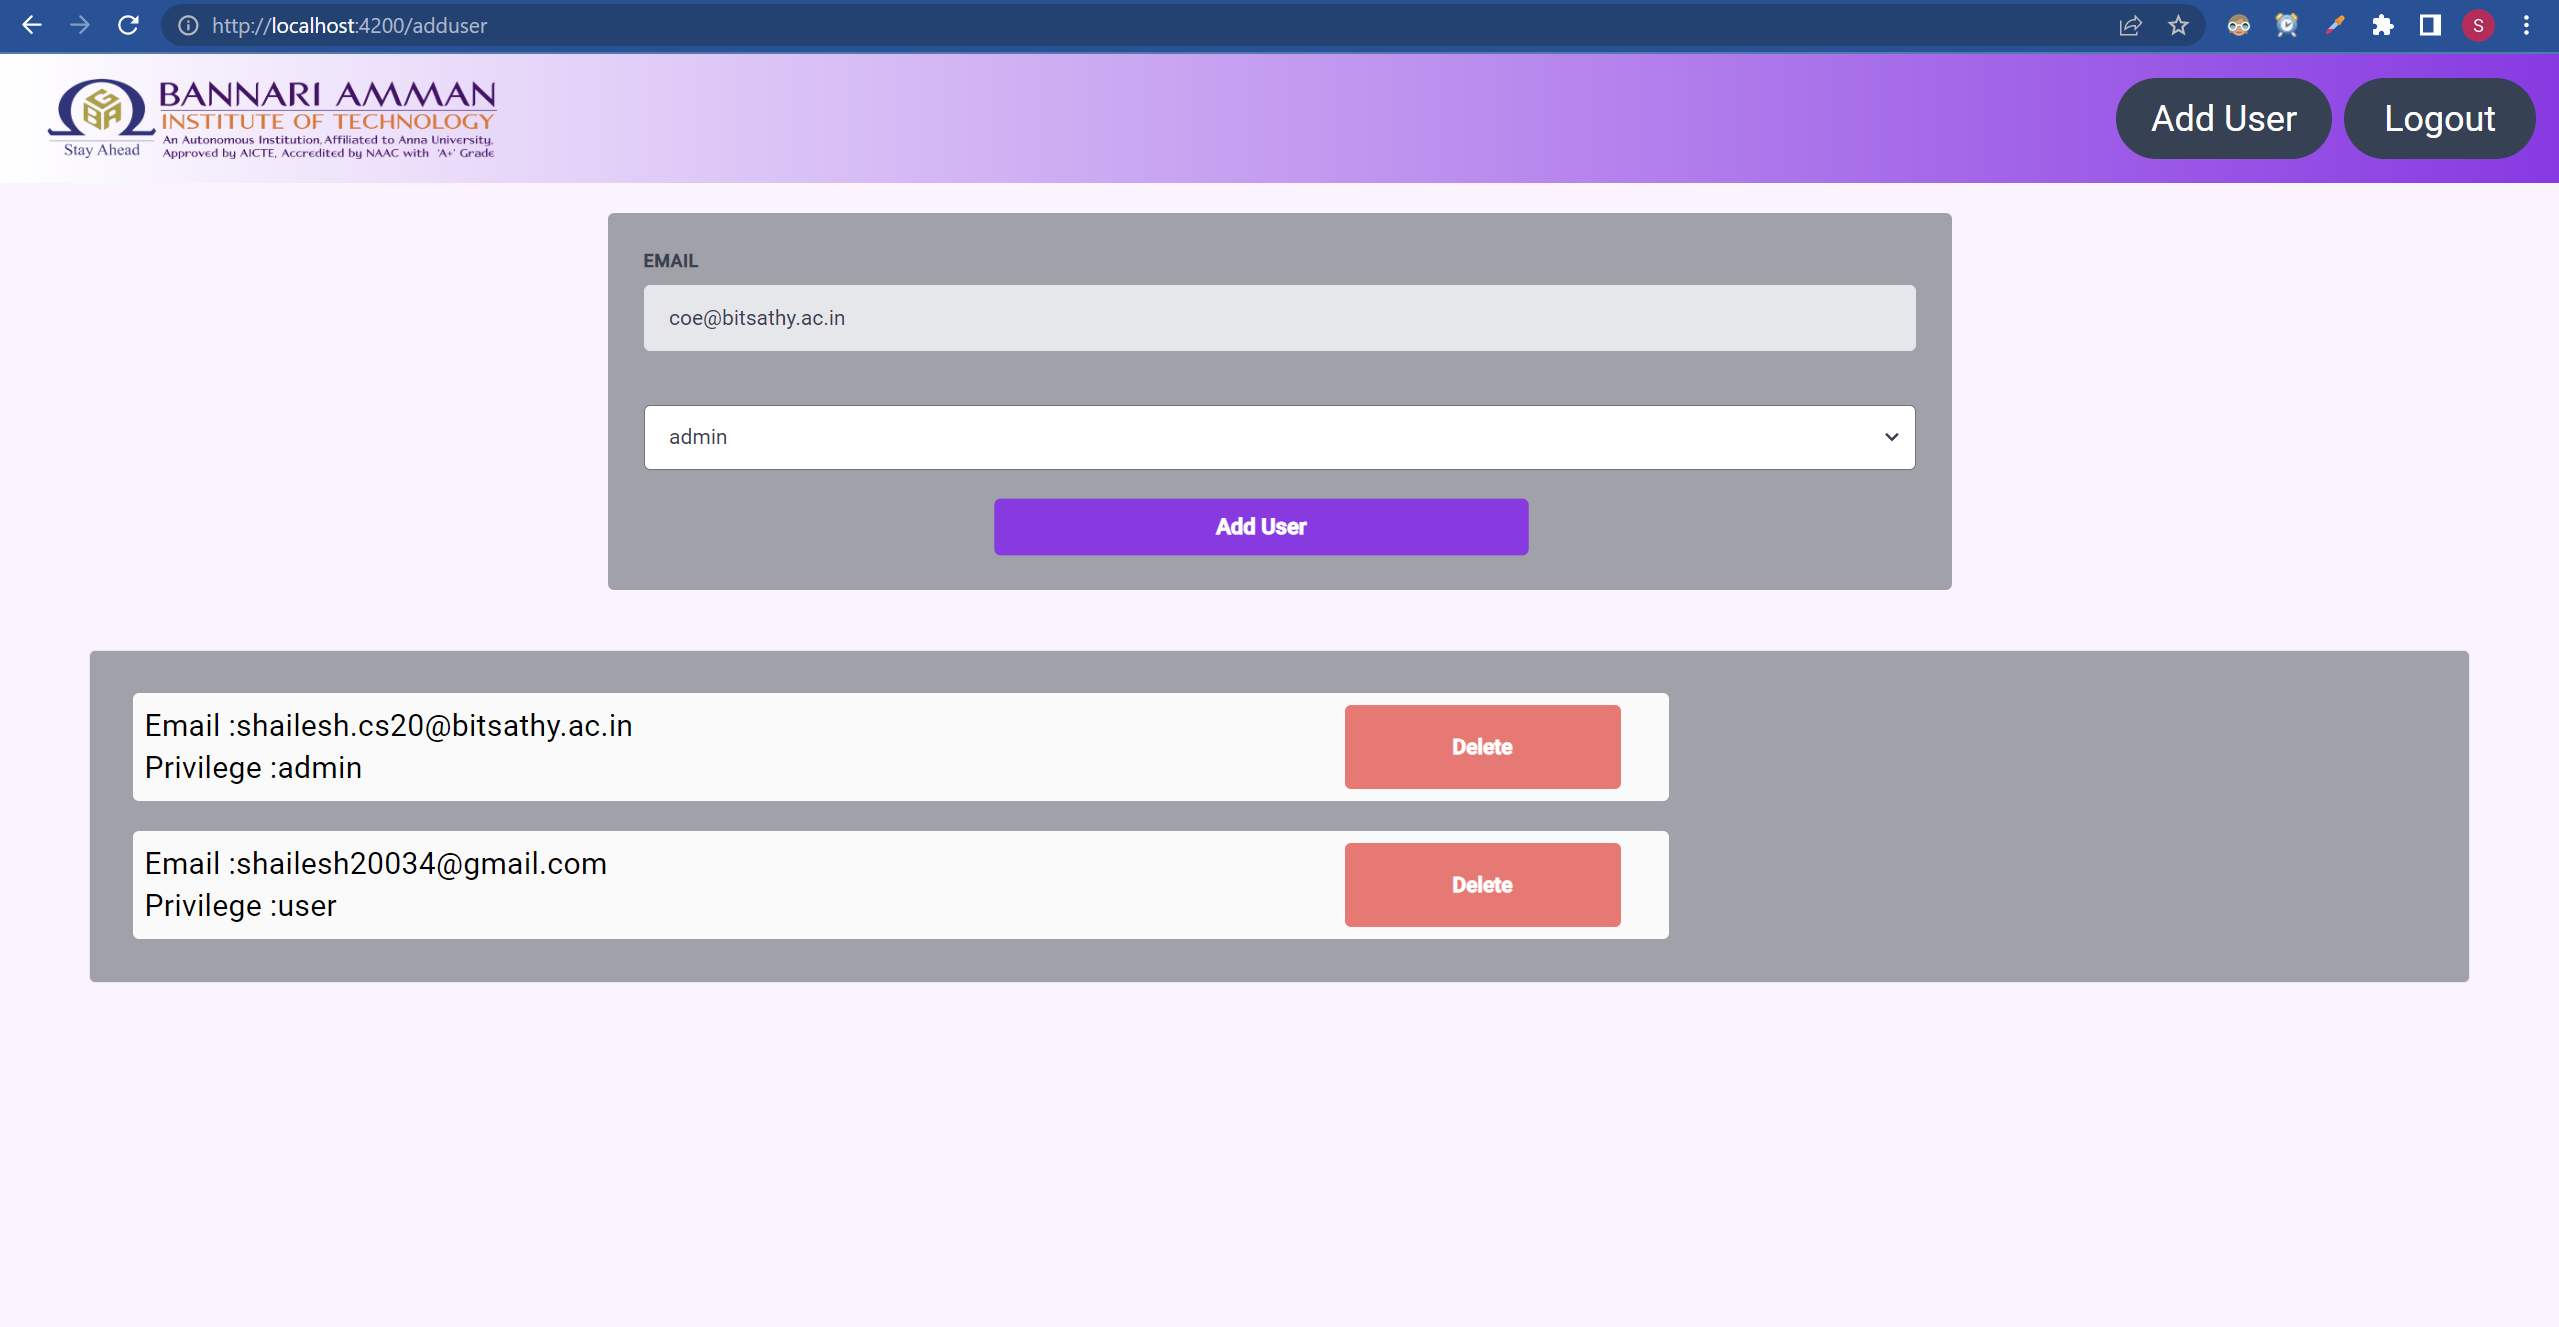 http://localhost:4200/adduser
S
BANNARI AMMAN
INSTITUTE OF TECHNOLOGY
An Autonomous Institution, Affiliated to Anna University,
Approved by AICTE, Accredited by NAAC with 'A+' Grade
GBA
Stay Ahead
Add User
Logout
EMAIL
coe@bitsathy.ac.in
admin
Add User
Email :shailesh.cs20@bitsathy.ac.in
Privilege :admin
Delete
Email :shailesh20034@gmail.com
Privilege :user
Delete